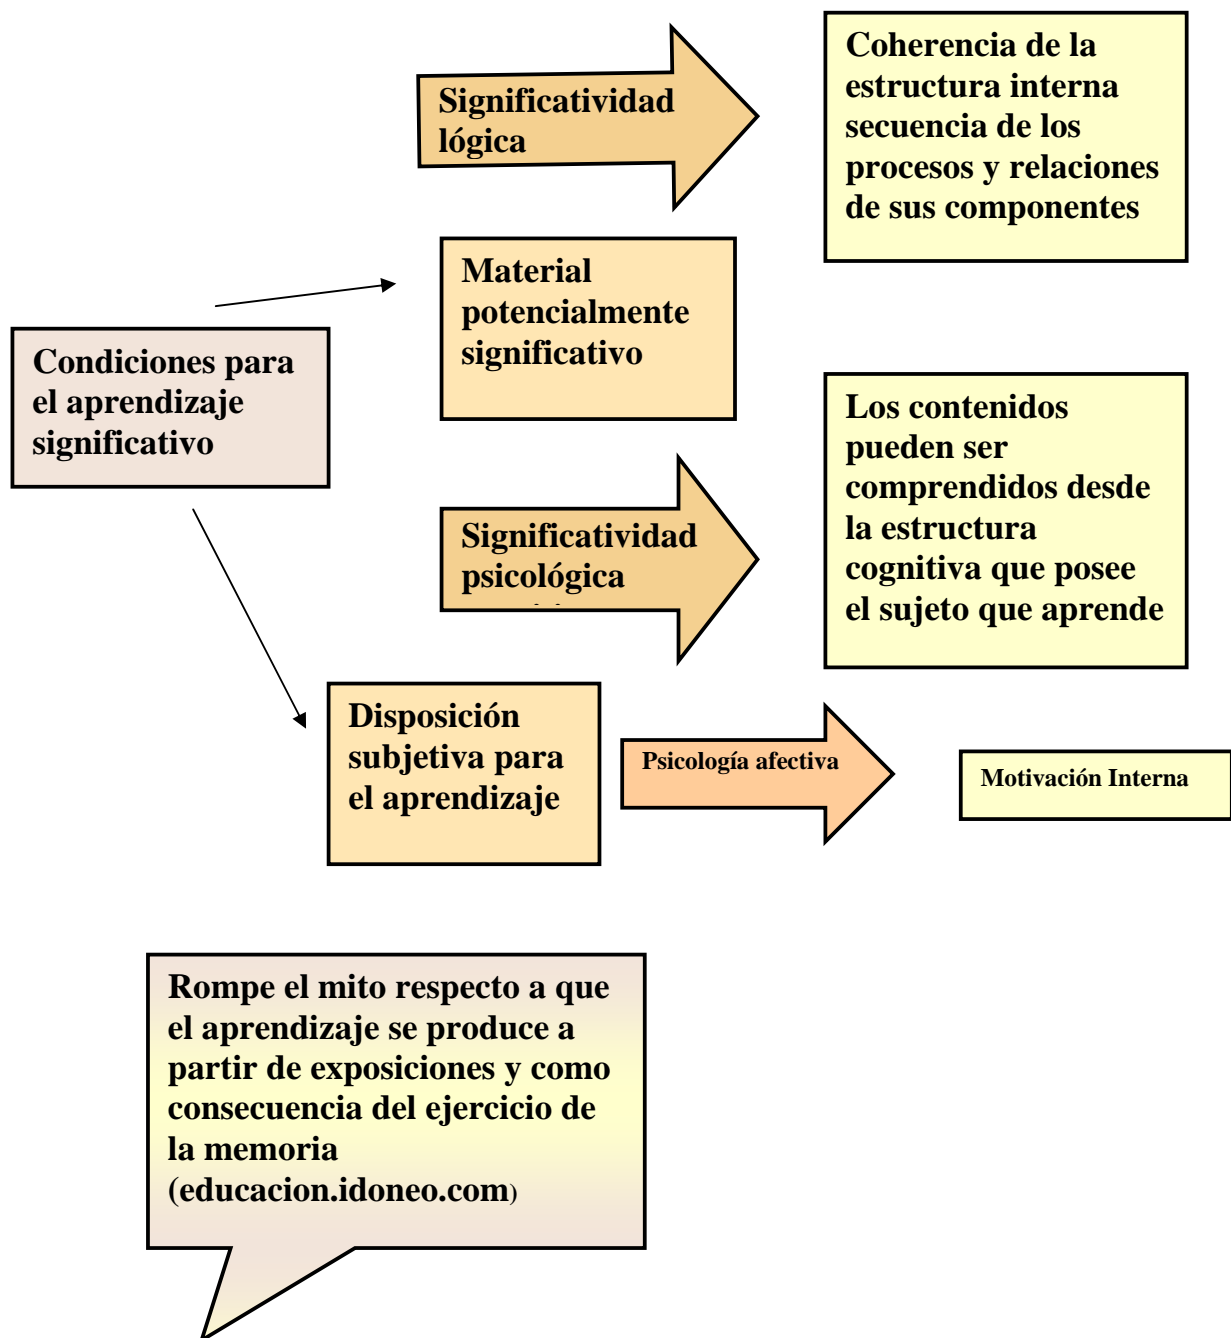 Significatividad
lógica
Coherencia de la
estructura interna
secuencia de los
procesos y relaciones
de sus componentes
Material
potencialmente
significativo
Condiciones para
el aprendizaje
significativo
Los contenidos
pueden ser
comprendidos desde
la estructura
cognitiva que posee
el sujeto que aprende
Significatividad
psicológica
Disposición
subjetiva para
el aprendizaje
Psicología afectiva
Motivación Interna
Rompe el mito respecto a que
el aprendizaje se produce a
partir de exposiciones y como
consecuencia del ejercicio de
la memoria
(educacion.idoneo.com)